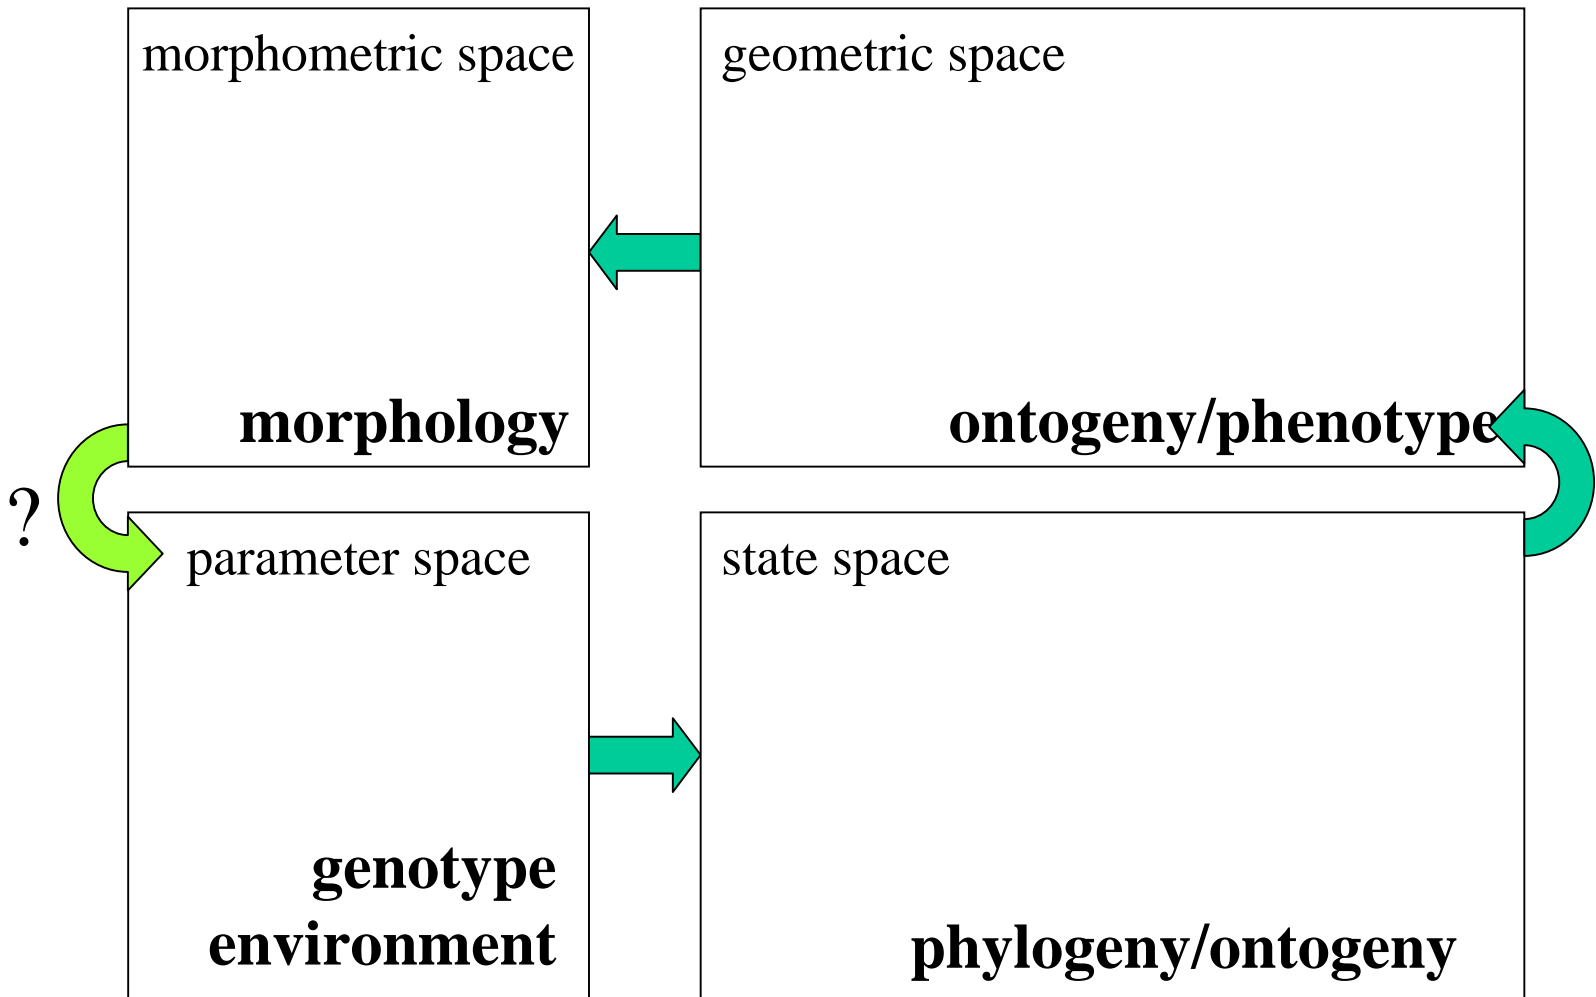 morphometric space
morphology
geometric space
ontogeny/phenotype
?
parameter space
genotype
environment
state space
phylogeny/ontogeny